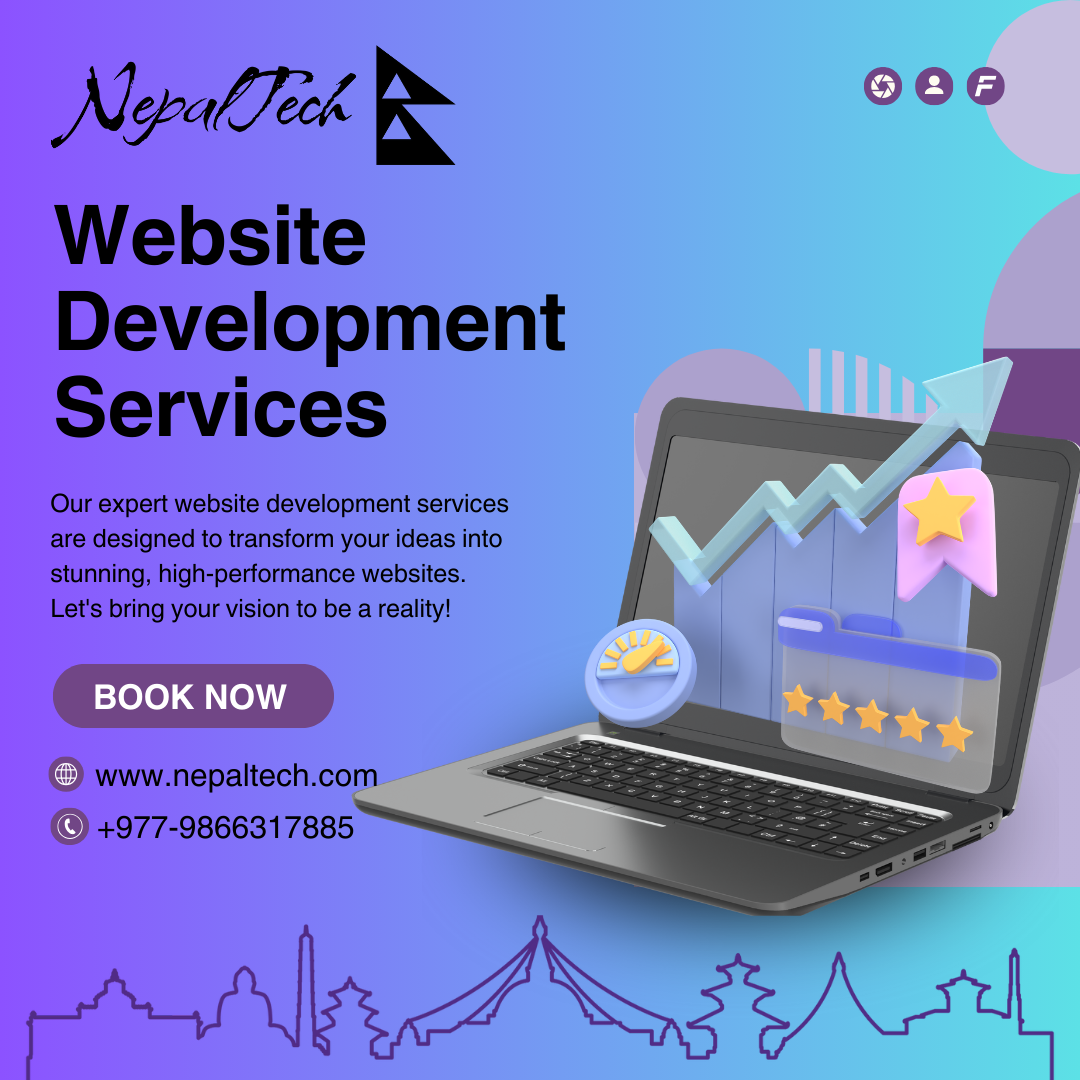 NepalTech
Website
Development
Services
Our expert website development services
are designed to transform your ideas into
stunning, high-performance websites.
Let's bring your vision to be a reality!
BOOK NOW
www.nepaltech.com
+977-9866317885